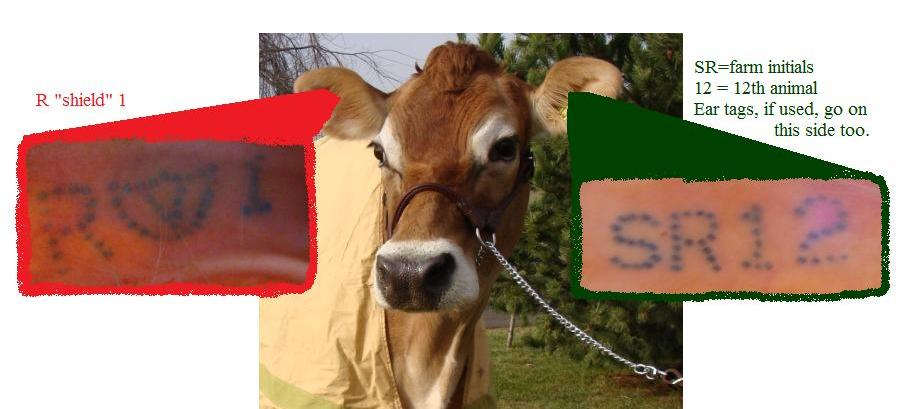 R "shield" 1
SR=farm initials
12 = 12th animal
Ear tags, if used, go on
this side too.
R V 1
SR12